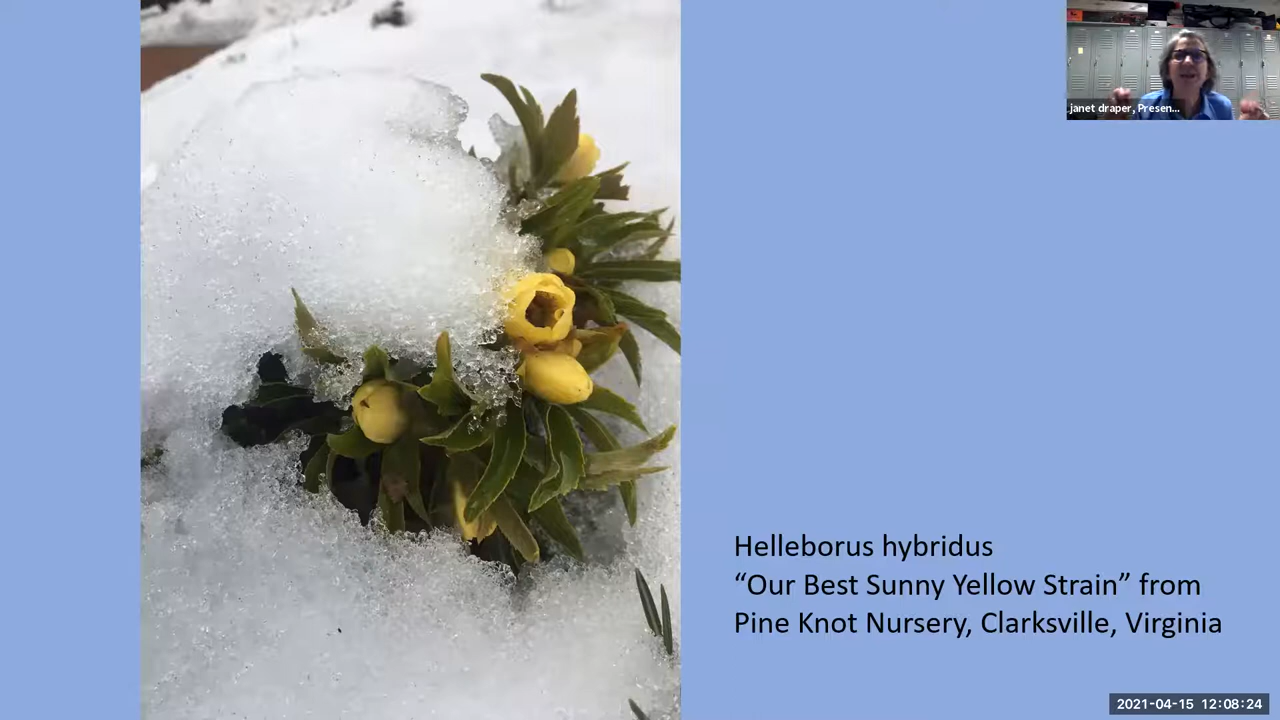 janet draper, Presen...
Helleborus hybridus
“Our Best Sunny Yellow Strain” from
Pine Knot Nursery, Clarksville, Virginia
2021-04-15 12:08:24